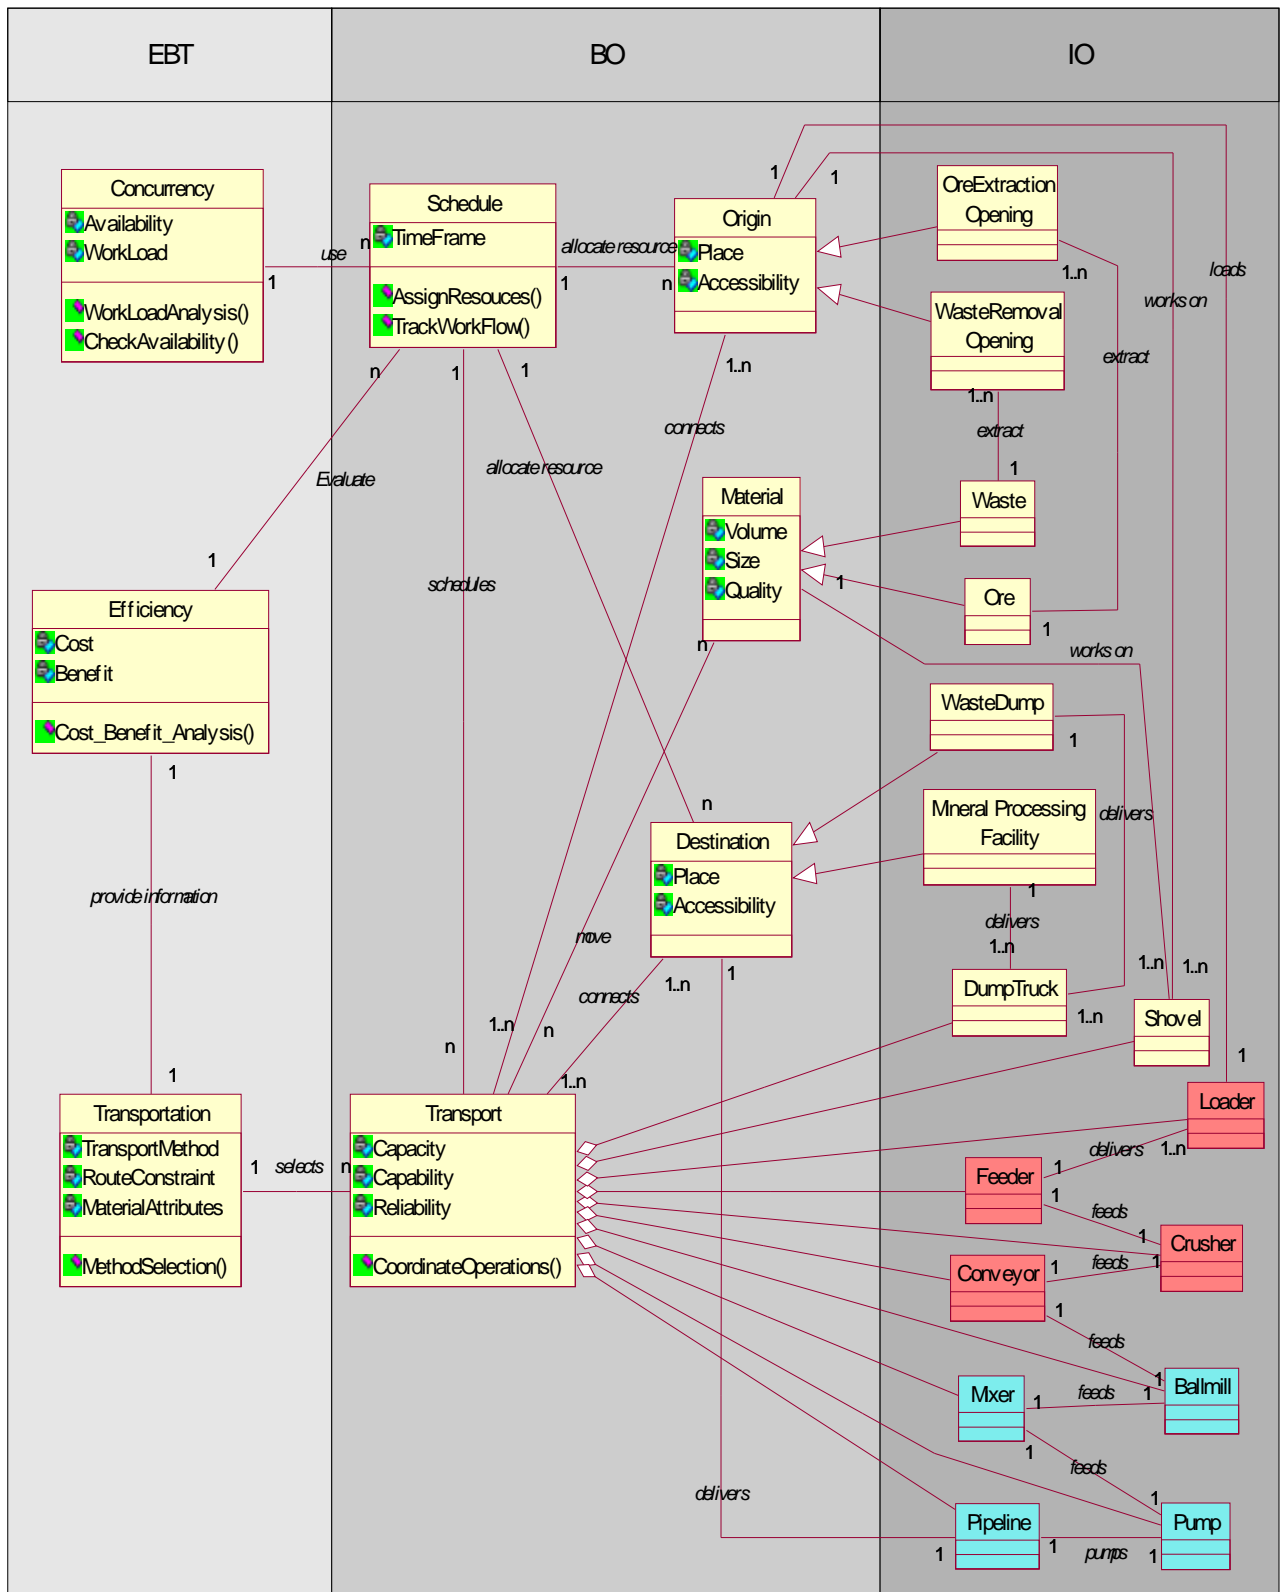 EBT
BO
IO
Concurrency
Availability
WorkLoad
WorkLoadAnalysis()
CheckAvailability()
1
use
n
Schedule
TimeFrame
AssignResouces()
TrackWorkFlow()
allocate resource
1
n
Origin
Place
Accessibility
1
1
loads
works on
OreExtraction
Opening
1..n
WasteRemoval
Opening
1..n
extract
extract
1
Waste
n
1
1
1..n
connects
allocate resource
Evaluate
1
schedules
Material
Volume
Size
Quality
n
1
Ore
1
works on
Efficiency
Cost
Benefit
Cost_Benefit_Analysis()
1
provide information
1
WasteDump
1
delivers
Mineral Processing
Facility
1
delivers
1..n
n
Destination
Place
Accessibility
1..n
1
move
connects
1..n
n
n
1..n
DumpTruck
1..n
1..n
1..n
Shovel
1
Loader
1..n
Transportation
TransportMethod
RouteConstraint
MaterialAttributes
MethodSelection()
1
selects
n
Transport
Capacity
Capability
Reliability
CoordinateOperations()
Feeder
1
delivers
1
feeds
1
Crusher
Conveyor
1
feeds
1
1
feeds
1
Mixer
1
feeds
1
Ballmill
1
feeds
1
delivers
Pipeline
1
1
pumps
1
Pump